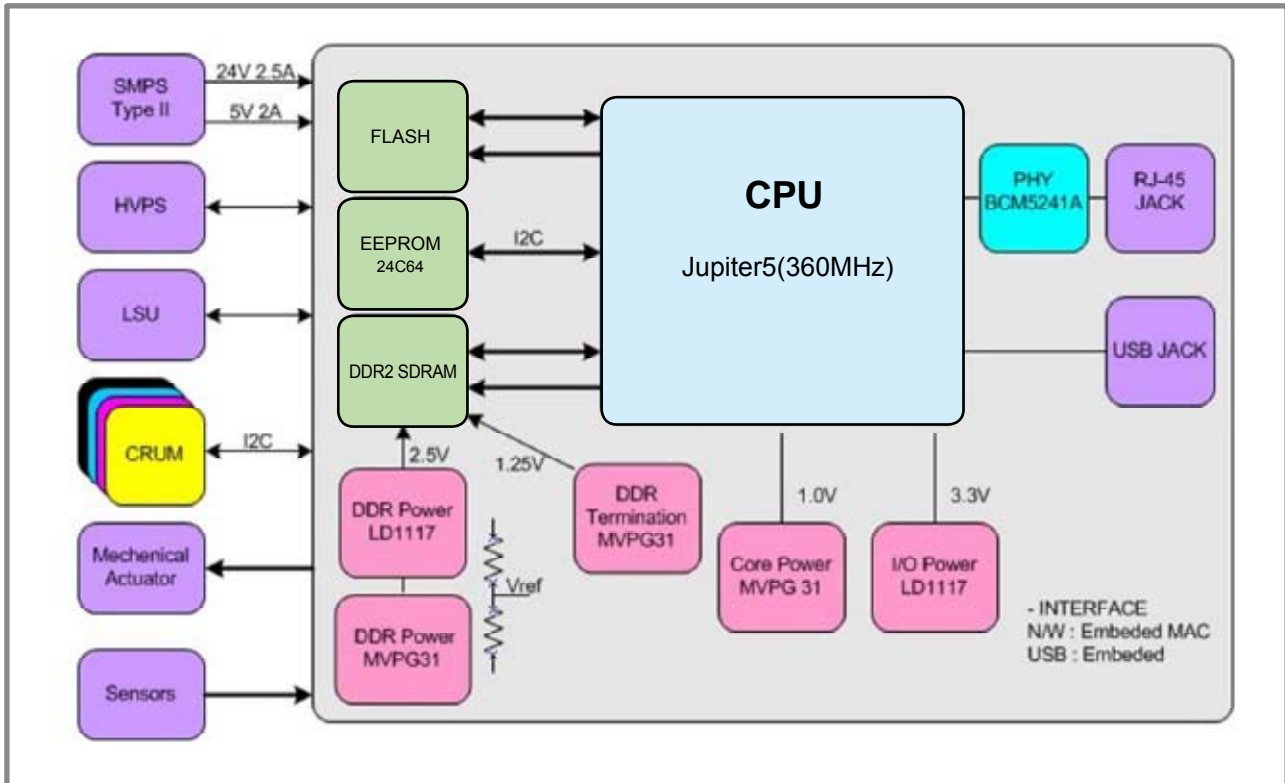 SMPS
Type II
24V 2.5A
5V 2A
HVPS
LSU
CRUM
I2C
Mechenical
Actuator
Sensors
FLASH
EEPROM
24C64
I2C
DDR2 SDRAM
CPU
Jupiter5(360MHz)
PHY
BCM5241A
RJ-45
JACK
USB JACK
2.5V
1.25V
DDR Power
LD1117
DDR Power
MVPG31
Vref
DDR
Termination
MVPG31
1.0V
Core Power
MVPG 31
3.3V
I/O Power
LD1117
- INTERFACE
N/W : Embeded MAC
USB : Embeded